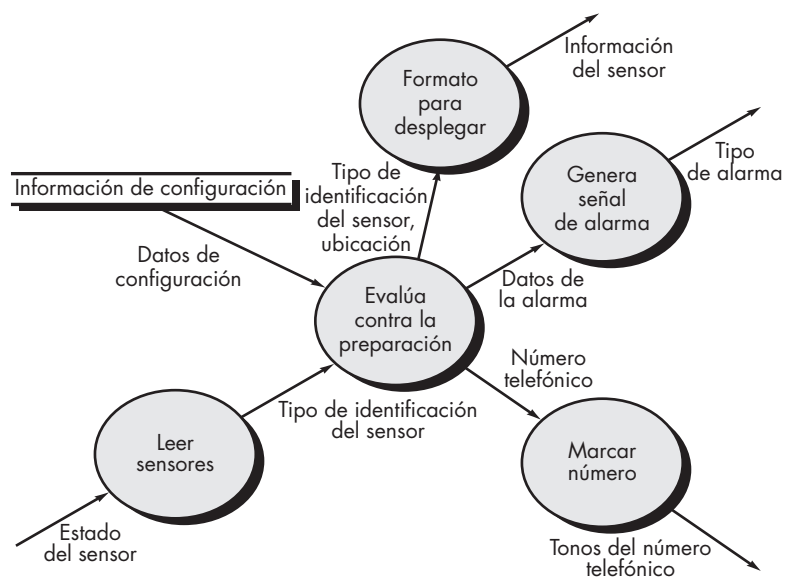 Información
del sensor
Formato
para
desplegar
Tipo
de alarma
Genera
señal
de alarma
Información de configuración
Tipo de
identificación
del sensor,
ubicación
Datos de
configuración
Datos de
la alarma
Evalúa
contra la
preparación
Número
telefónico
Tipo de identificación
del sensor
Leer
sensores
Marcar
número
Estado
del sensor
Tonos del número
telefónico